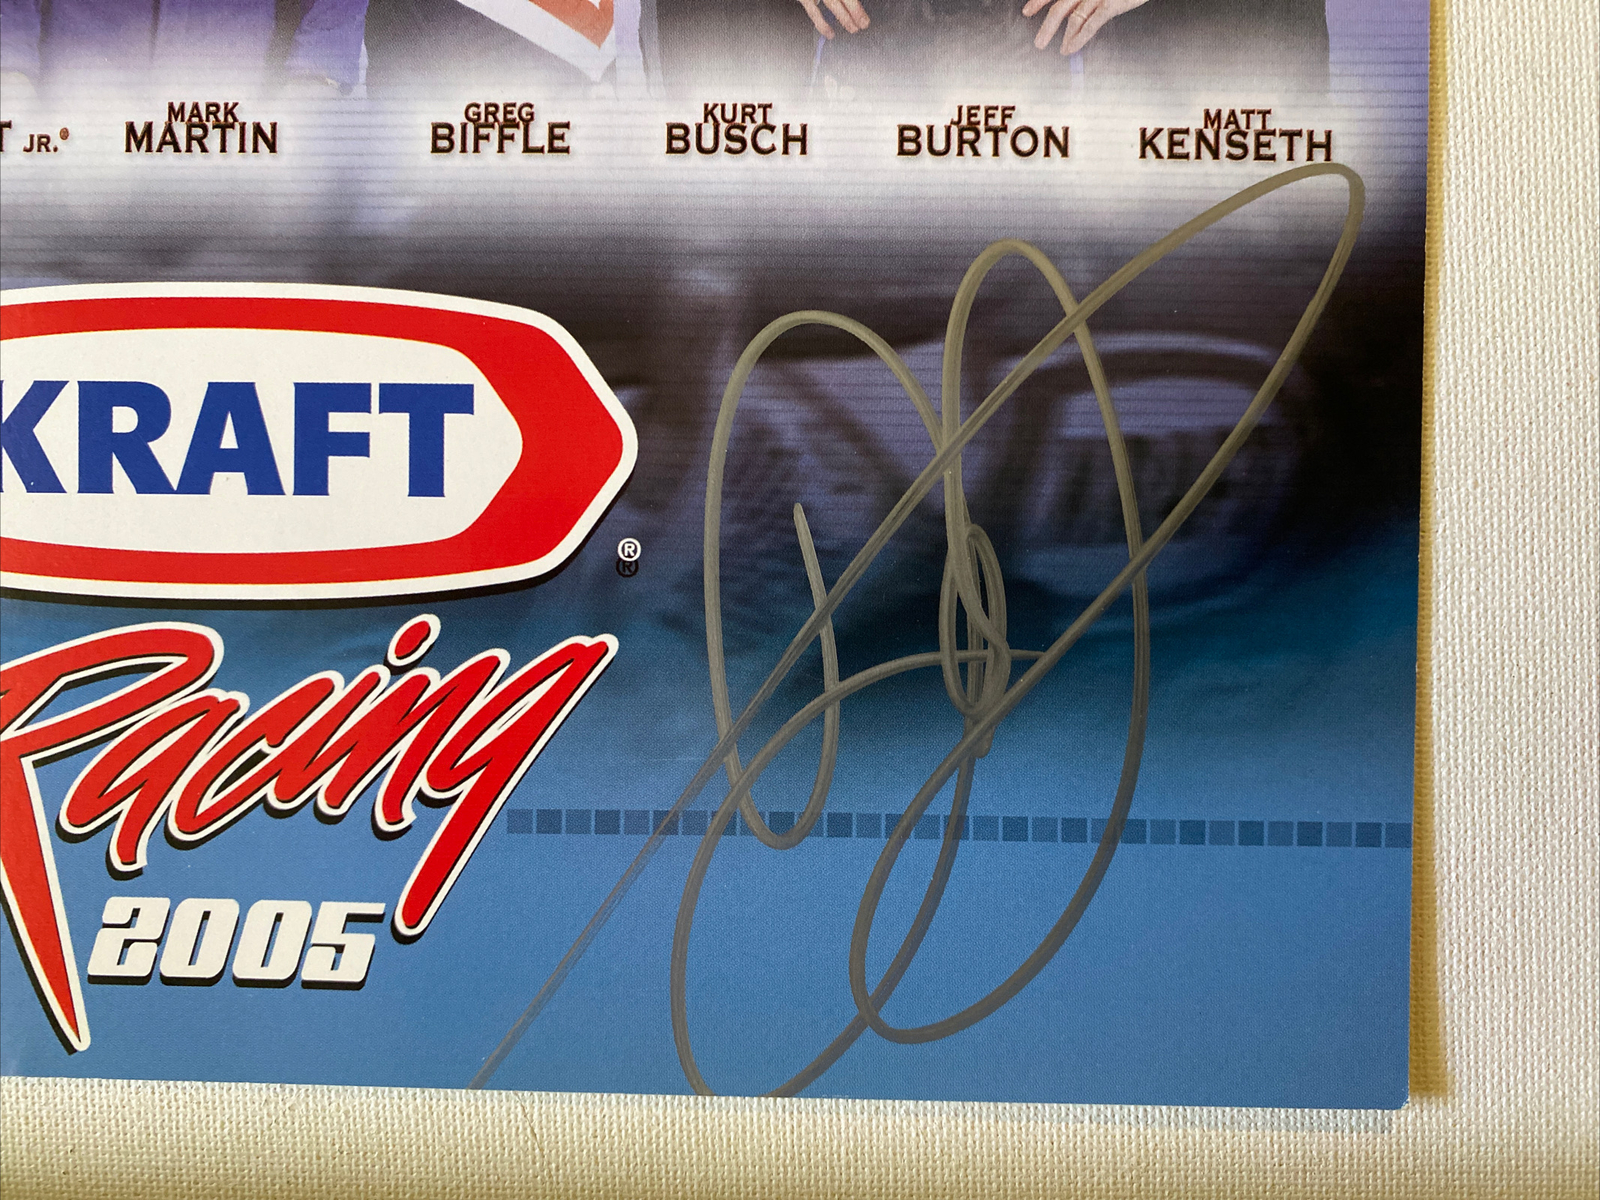 T JR.®
MARK
MARTIN
GREG
BIFFLE
KURT
BUSCH
JEFF
BURTON
MATT
KENSETH
KRAFT
®
Racing
2005